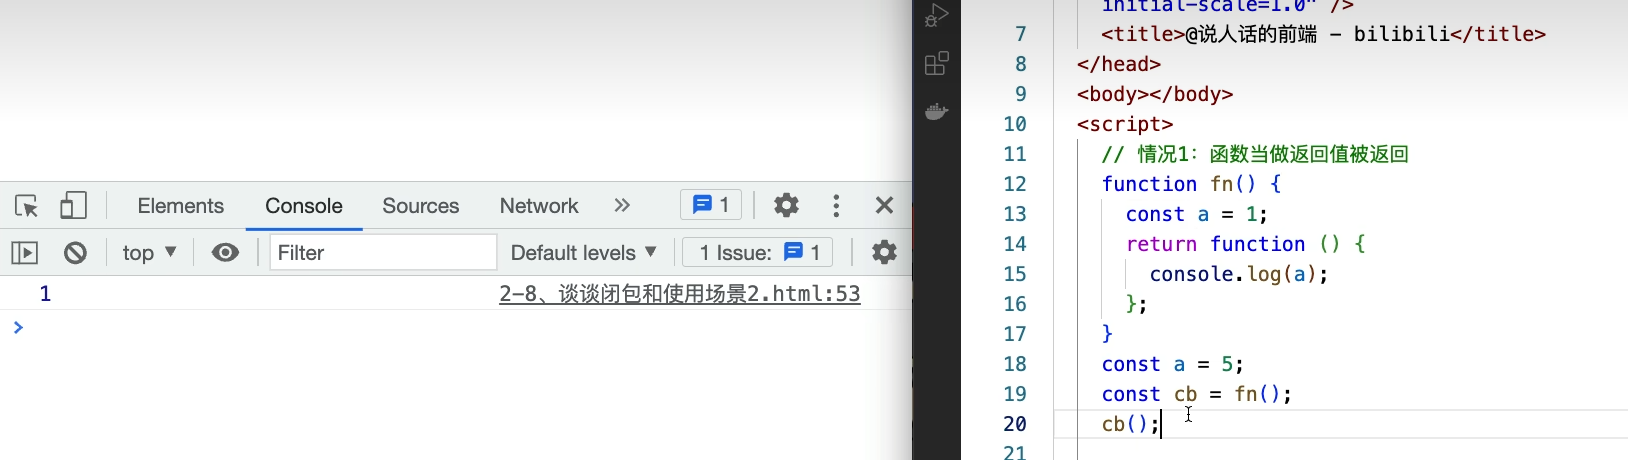 Elements Console Sources Network » 1
top ▼ Filter Default levels ▼ 1 Issue: 1
1 2-8、谈谈闭包和使用场景2.html:53
>
initial-scale=1.0" />
7 <title>@说人话的前端 - bilibili</title>
8 </head>
9 <body></body>
10 <script>
11 // 情况1: 函数当做返回值被返回
12 function fn() {
13 const a = 1;
14 return function () {
15 console.log(a);
16 };
17 }
18 const a = 5;
19 const cb = fn();
20 cb();
21